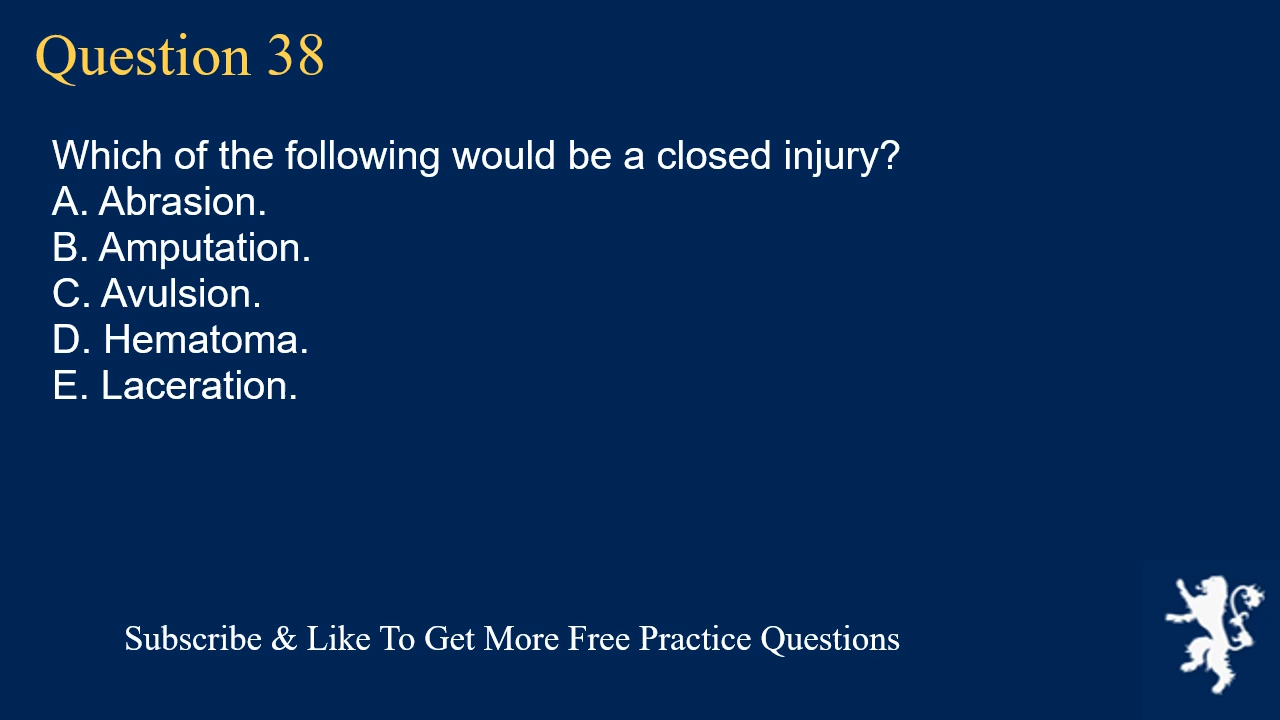 Question 38
Which of the following would be a closed injury?
A. Abrasion.
B. Amputation.
C. Avulsion.
D. Hematoma.
E. Laceration.
Subscribe & Like To Get More Free Practice Questions